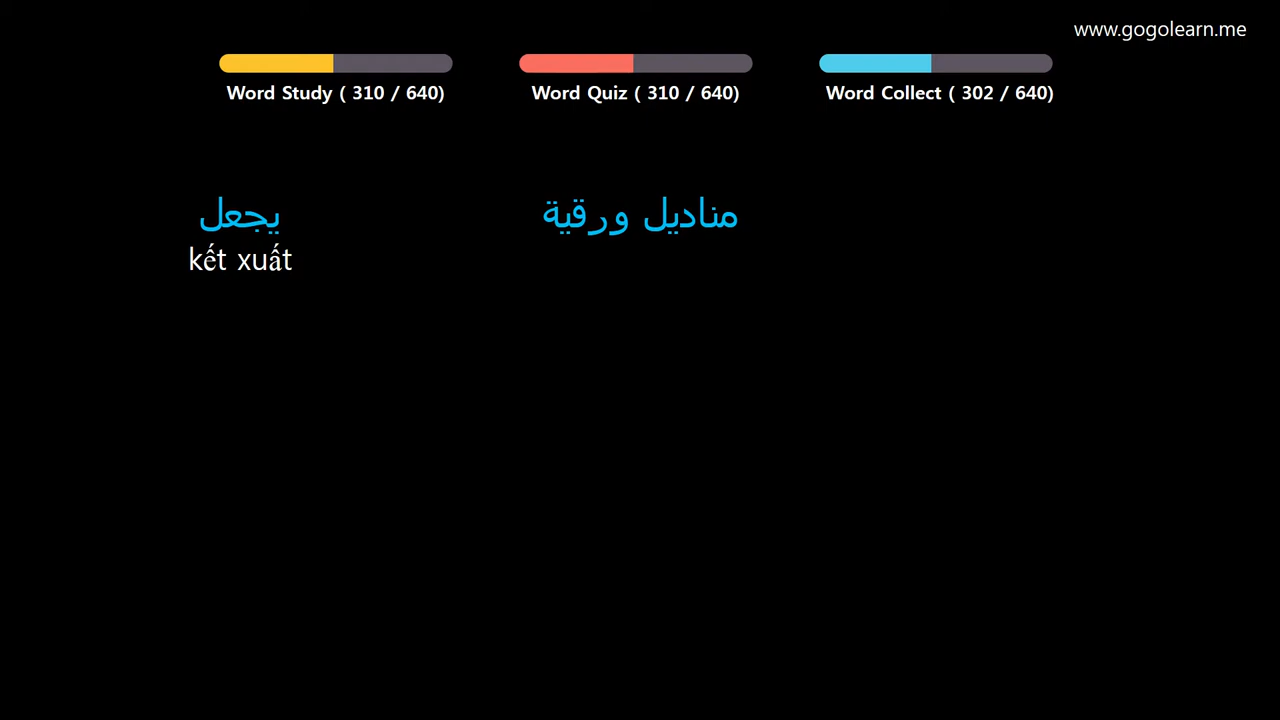 www.gogolearn.me
Word Study ( 310 / 640)
Word Quiz ( 310 / 640)
Word Collect ( 302 / 640)
يجعل
kết xuất
مناديل ورقية